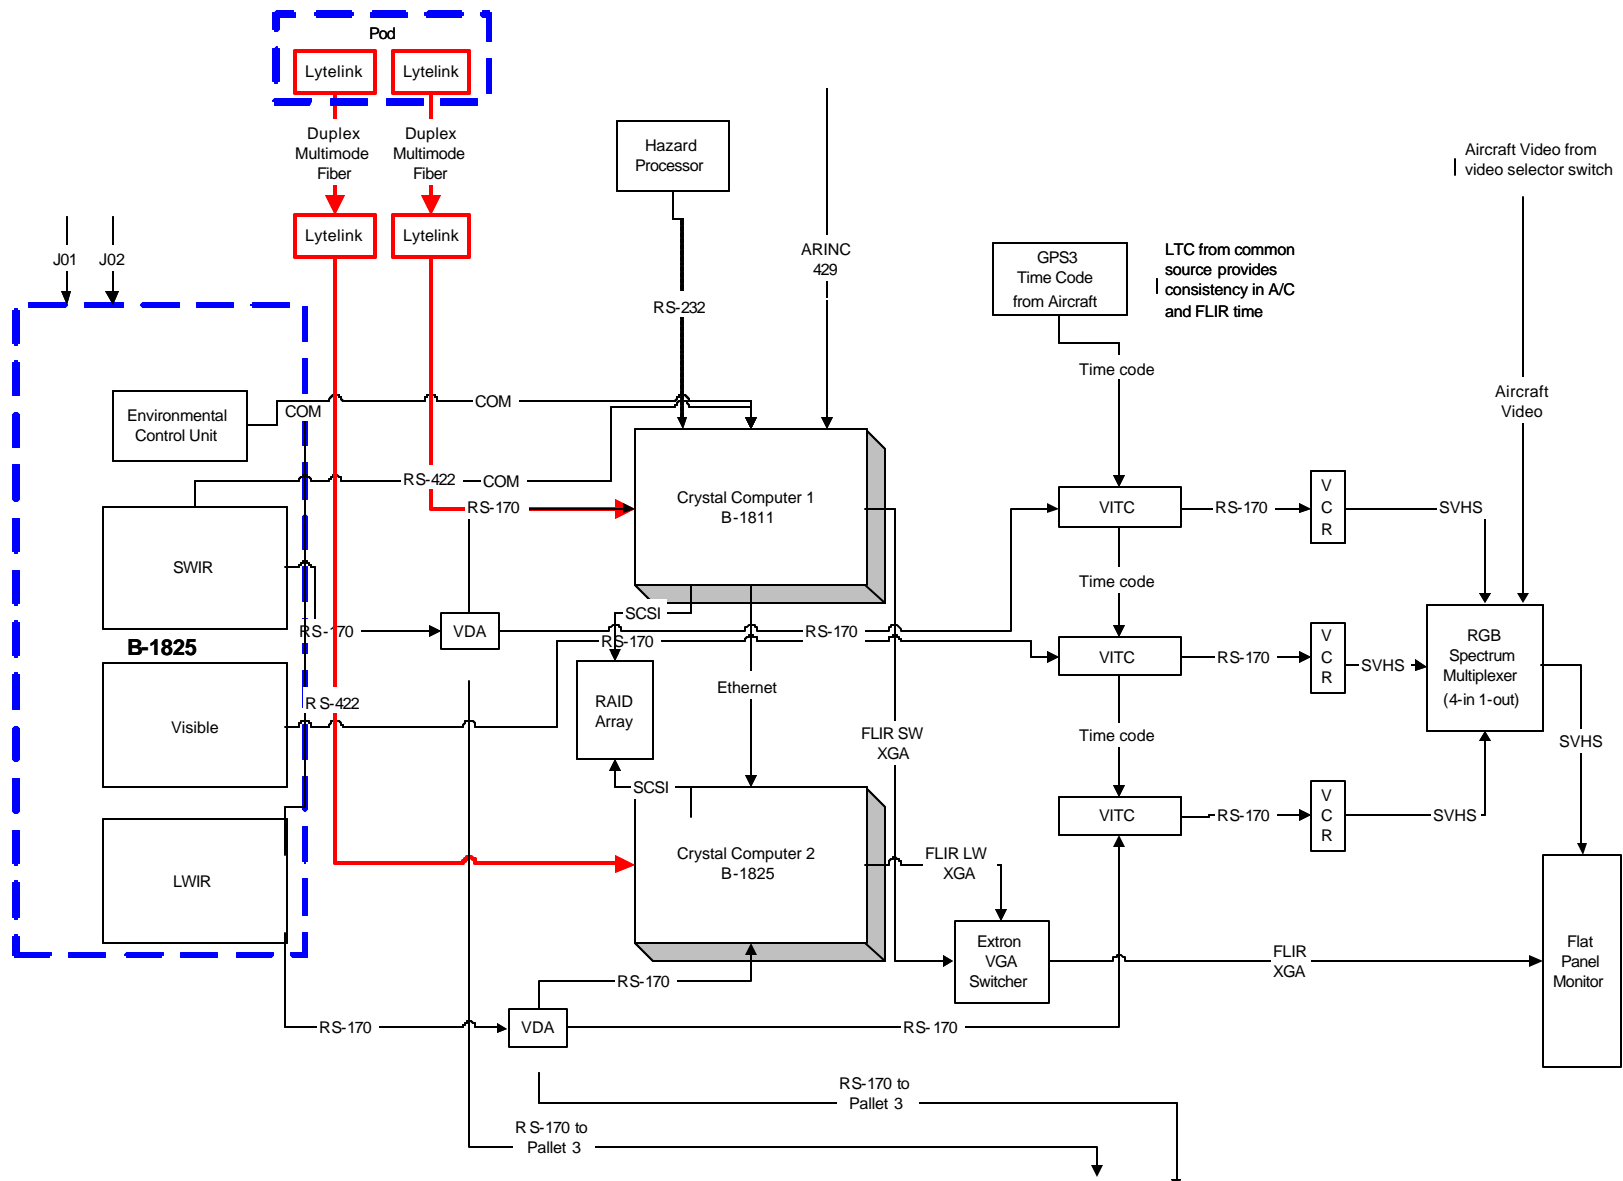 Pod
Lytelink
Lytelink
Duplex
Multimode
Fiber
Duplex
Multimode
Fiber
Lytelink
Lytelink
Hazard
Processor
Aircraft Video from
video selector switch
J01
J02
ARINC
429
GPS3
Time Code
from Aircraft
LTC from common
source provides
consistency in A/C
and FLIR time
RS-232
Time code
Aircraft
Video
Environmental
Control Unit
COM
COM
RS-422
COM
RS-170
Crystal Computer 1
B-1811
VITC
RS-170
V
C
R
SVHS
SWIR
Time code
SCSI
RS-170
VDA
RS-170
RS-170
B-1825
VITC
RS-170
V
C
R
SVHS
RGB
Spectrum
Multiplexer
(4-in 1-out)
Ethernet
RAID
Array
RS-422
Visible
FLIR SW
XGA
Time code
SVHS
SCSI
VITC
RS-170
V
C
R
SVHS
Crystal Computer 2
B-1825
FLIR LW
XGA
LWIR
Extron
VGA
Switcher
FLIR
XGA
Flat
Panel
Monitor
RS-170
RS-170
VDA
RS-170
RS-170 to
Pallet 3
RS-170 to
Pallet 3